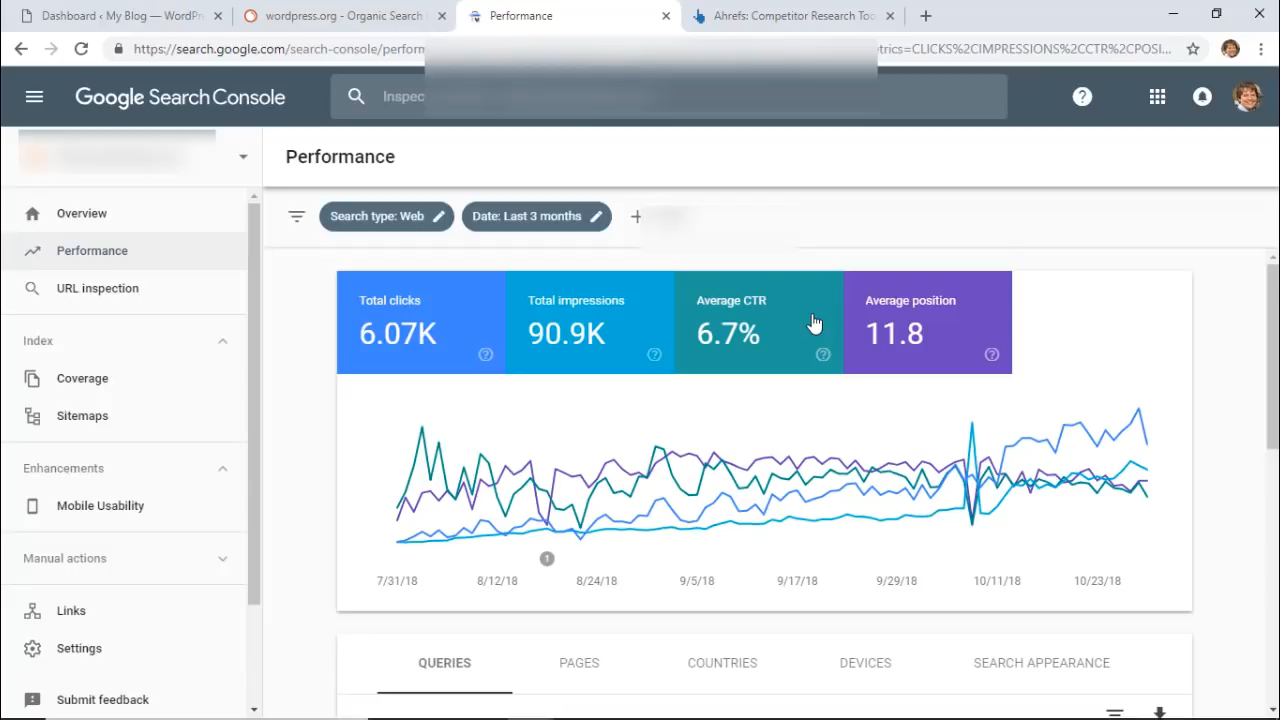 Dashboard ‹ My Blog — WordPr
wordpress.org - Organic Search
Performance
Ahrefs: Competitor Research Too
https://search.google.com/search-console/perform
trics=CLICKS%2CIMPRESSIONS%2CCTR%2CPOSI...
Google Search Console
Inspec
Performance
Search type: Web
Date: Last 3 months
Overview
Performance
URL inspection
Index
Coverage
Sitemaps
Enhancements
Mobile Usability
Manual actions
Links
Settings
Submit feedback
Total clicks
6.07K
Total impressions
90.9K
Average CTR
6.7%
Average position
11.8
1
7/31/18 8/12/18 8/24/18 9/5/18 9/17/18 9/29/18 10/11/18 10/23/18
QUERIES PAGES COUNTRIES DEVICES SEARCH APPEARANCE